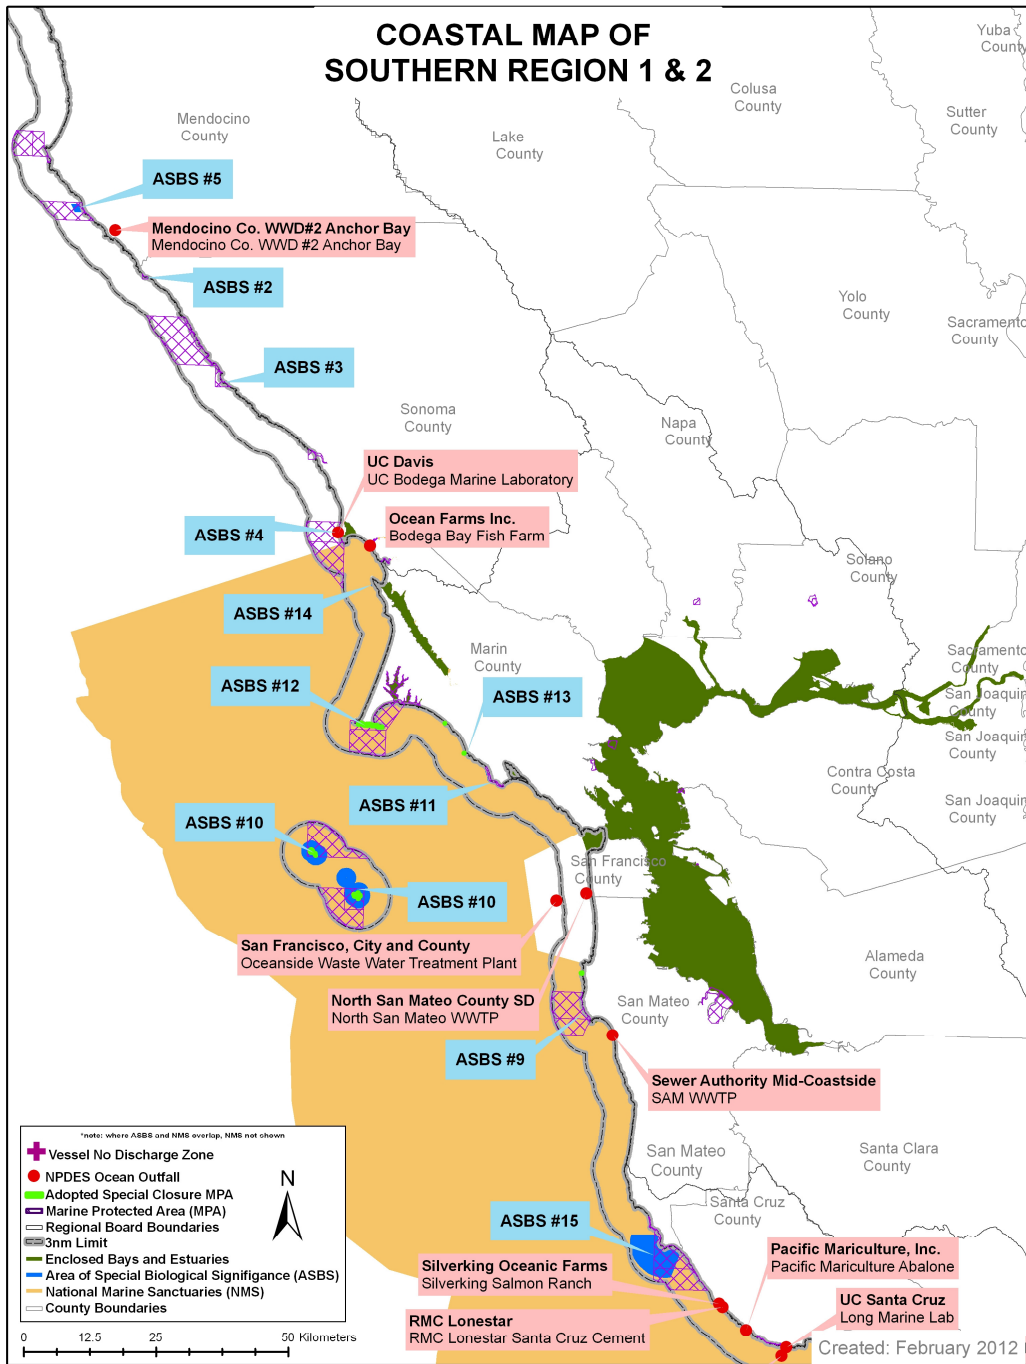 COASTAL MAP OF
SOUTHERN REGION 1 & 2
Yuba
County
Colusa
County
Sutter
County
Mendocino
County
Lake
County
ASBS #5
Mendocino Co. WWD#2 Anchor Bay
Mendocino Co. WWD #2 Anchor Bay
ASBS #2
Yolo
County
Sacramento
County
ASBS #3
Sonoma
County
Napa
County
UC Davis
UC Bodega Marine Laboratory
Ocean Farms Inc.
Bodega Bay Fish Farm
ASBS #4
Solano
County
ASBS #14
Marin
County
Sacramento
County
ASBS #12
ASBS #13
San Joaquin
County
San Joaquin
County
Contra Costa
County
ASBS #11
San Joaquin
County
ASBS #10
San Francisco
County
ASBS #10
San Francisco, City and County
Oceanside Waste Water Treatment Plant
Alameda
County
North San Mateo County SD
North San Mateo WWTP
San Mateo
County
ASBS #9
Sewer Authority Mid-Coastside
SAM WWTP
San Mateo
County
Santa Clara
County
Santa Cruz
County
ASBS #15
Pacific Mariculture, Inc.
Pacific Mariculture Abalone
Silverking Oceanic Farms
Silverking Salmon Ranch
UC Santa Cruz
Long Marine Lab
RMC Lonestar
RMC Lonestar Santa Cruz Cement
*note: where ASBS and NMS overlap, NMS not shown
Vessel No Discharge Zone
NPDES Ocean Outfall
Adopted Special Closure MPA
Marine Protected Area (MPA)
Regional Board Boundaries
3nm Limit
Enclosed Bays and Estuaries
Area of Special Biological Signifigance (ASBS)
National Marine Sanctuaries (NMS)
County Boundaries
N
0 12.5 25 50 Kilometers
Created: February 2012